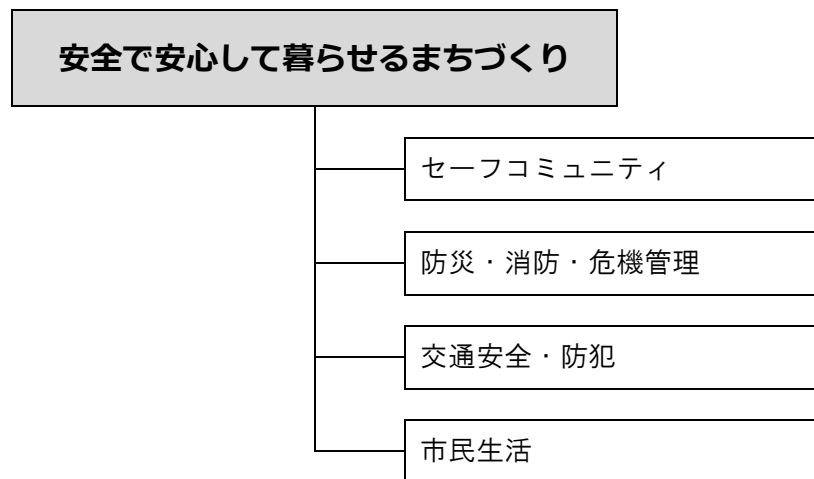 安全で安心して暮らせるまちづくり
セーフコミュニティ
防災・消防・危機管理
交通安全・防犯
市民生活